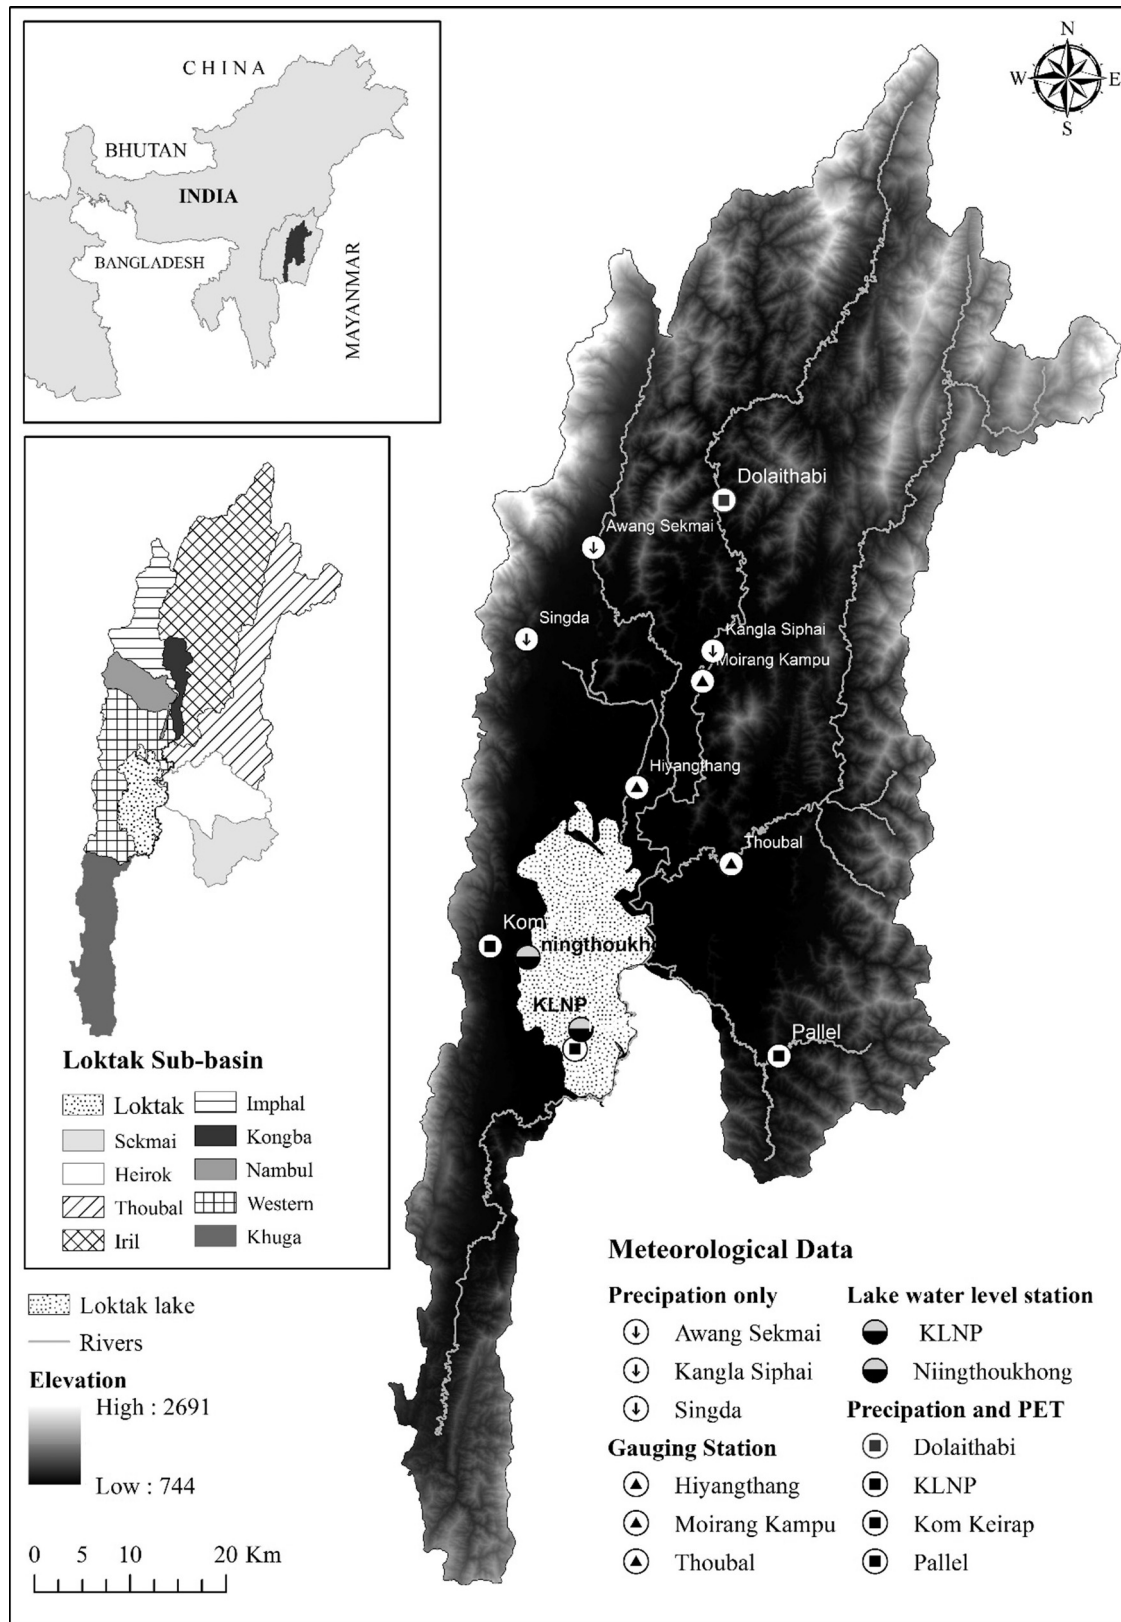 N
W E
S
C H I N A
BHUTAN
INDIA
BANGLADESH
MAYANMAR
Dolaithabi
Awang Sekmai
Singda
Kangla Siphai
Moirang Kampu
Hiyangthang
Thoubal
Kom
ningthoukho
KLNP
Pallel
Loktak Sub-basin
Loktak Imphal
Sekmai Kongba
Heirok Nambul
Thoubal Western
Iril Khuga
Loktak lake
Rivers
Elevation
High : 2691
Low : 744
0 5 10 20 Km
Meteorological Data
Precipation only
Awang Sekmai
Kangla Siphai
Singda
Gauging Station
Hiyangthang
Moirang Kampu
Thoubal
Lake water level station
KLNP
Niingthoukhong
Precipation and PET
Dolaithabi
KLNP
Kom Keirap
Pallel